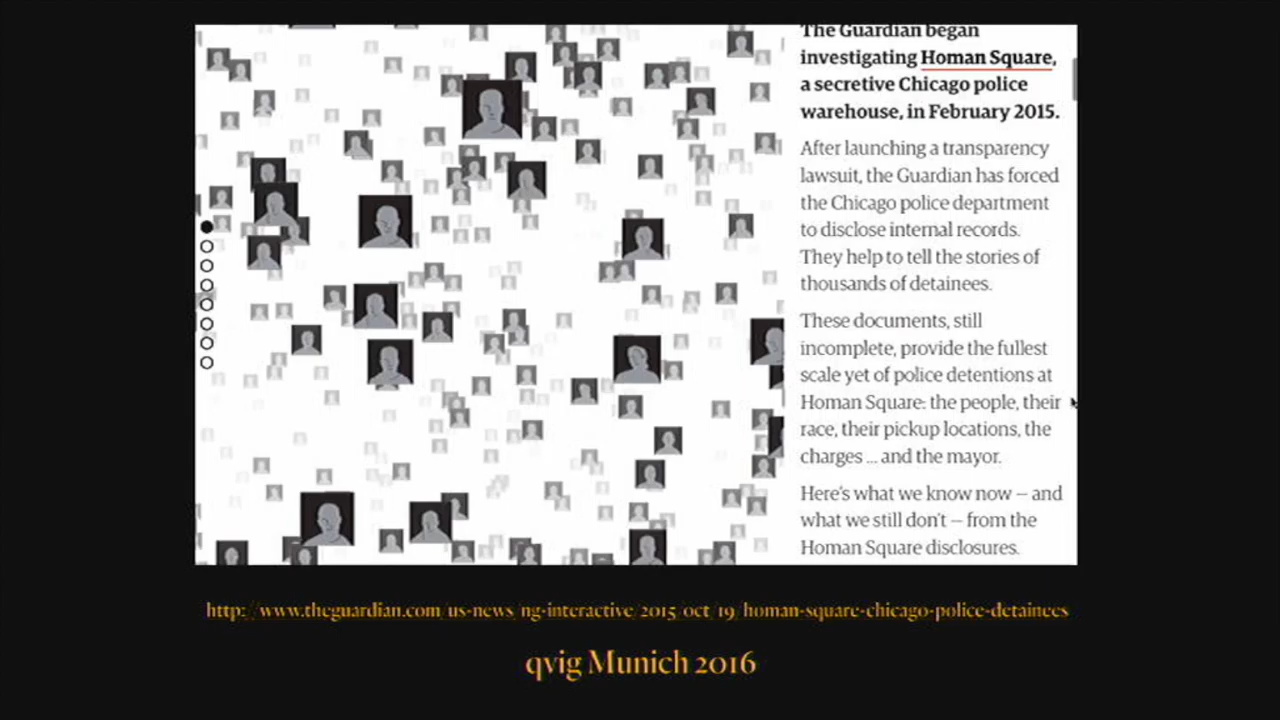 The Guardian began
investigating Homan Square,
a secretive Chicago police
warehouse, in February 2015.
After launching a transparency
lawsuit, the Guardian has forced
the Chicago police department
to disclose internal records.
They help to tell the stories of
thousands of detainees.
These documents, still
incomplete, provide the fullest
scale yet of police detentions at
Homan Square: the people, their
race, their pickup locations, the
charges ... and the mayor.
Here's what we know now — and
what we still don't — from the
Homan Square disclosures.
http://www.theguardian.com/us-news/ng-interactive/2015/oct/19/homan-square-chicago-police-detainees
qvig Munich 2016